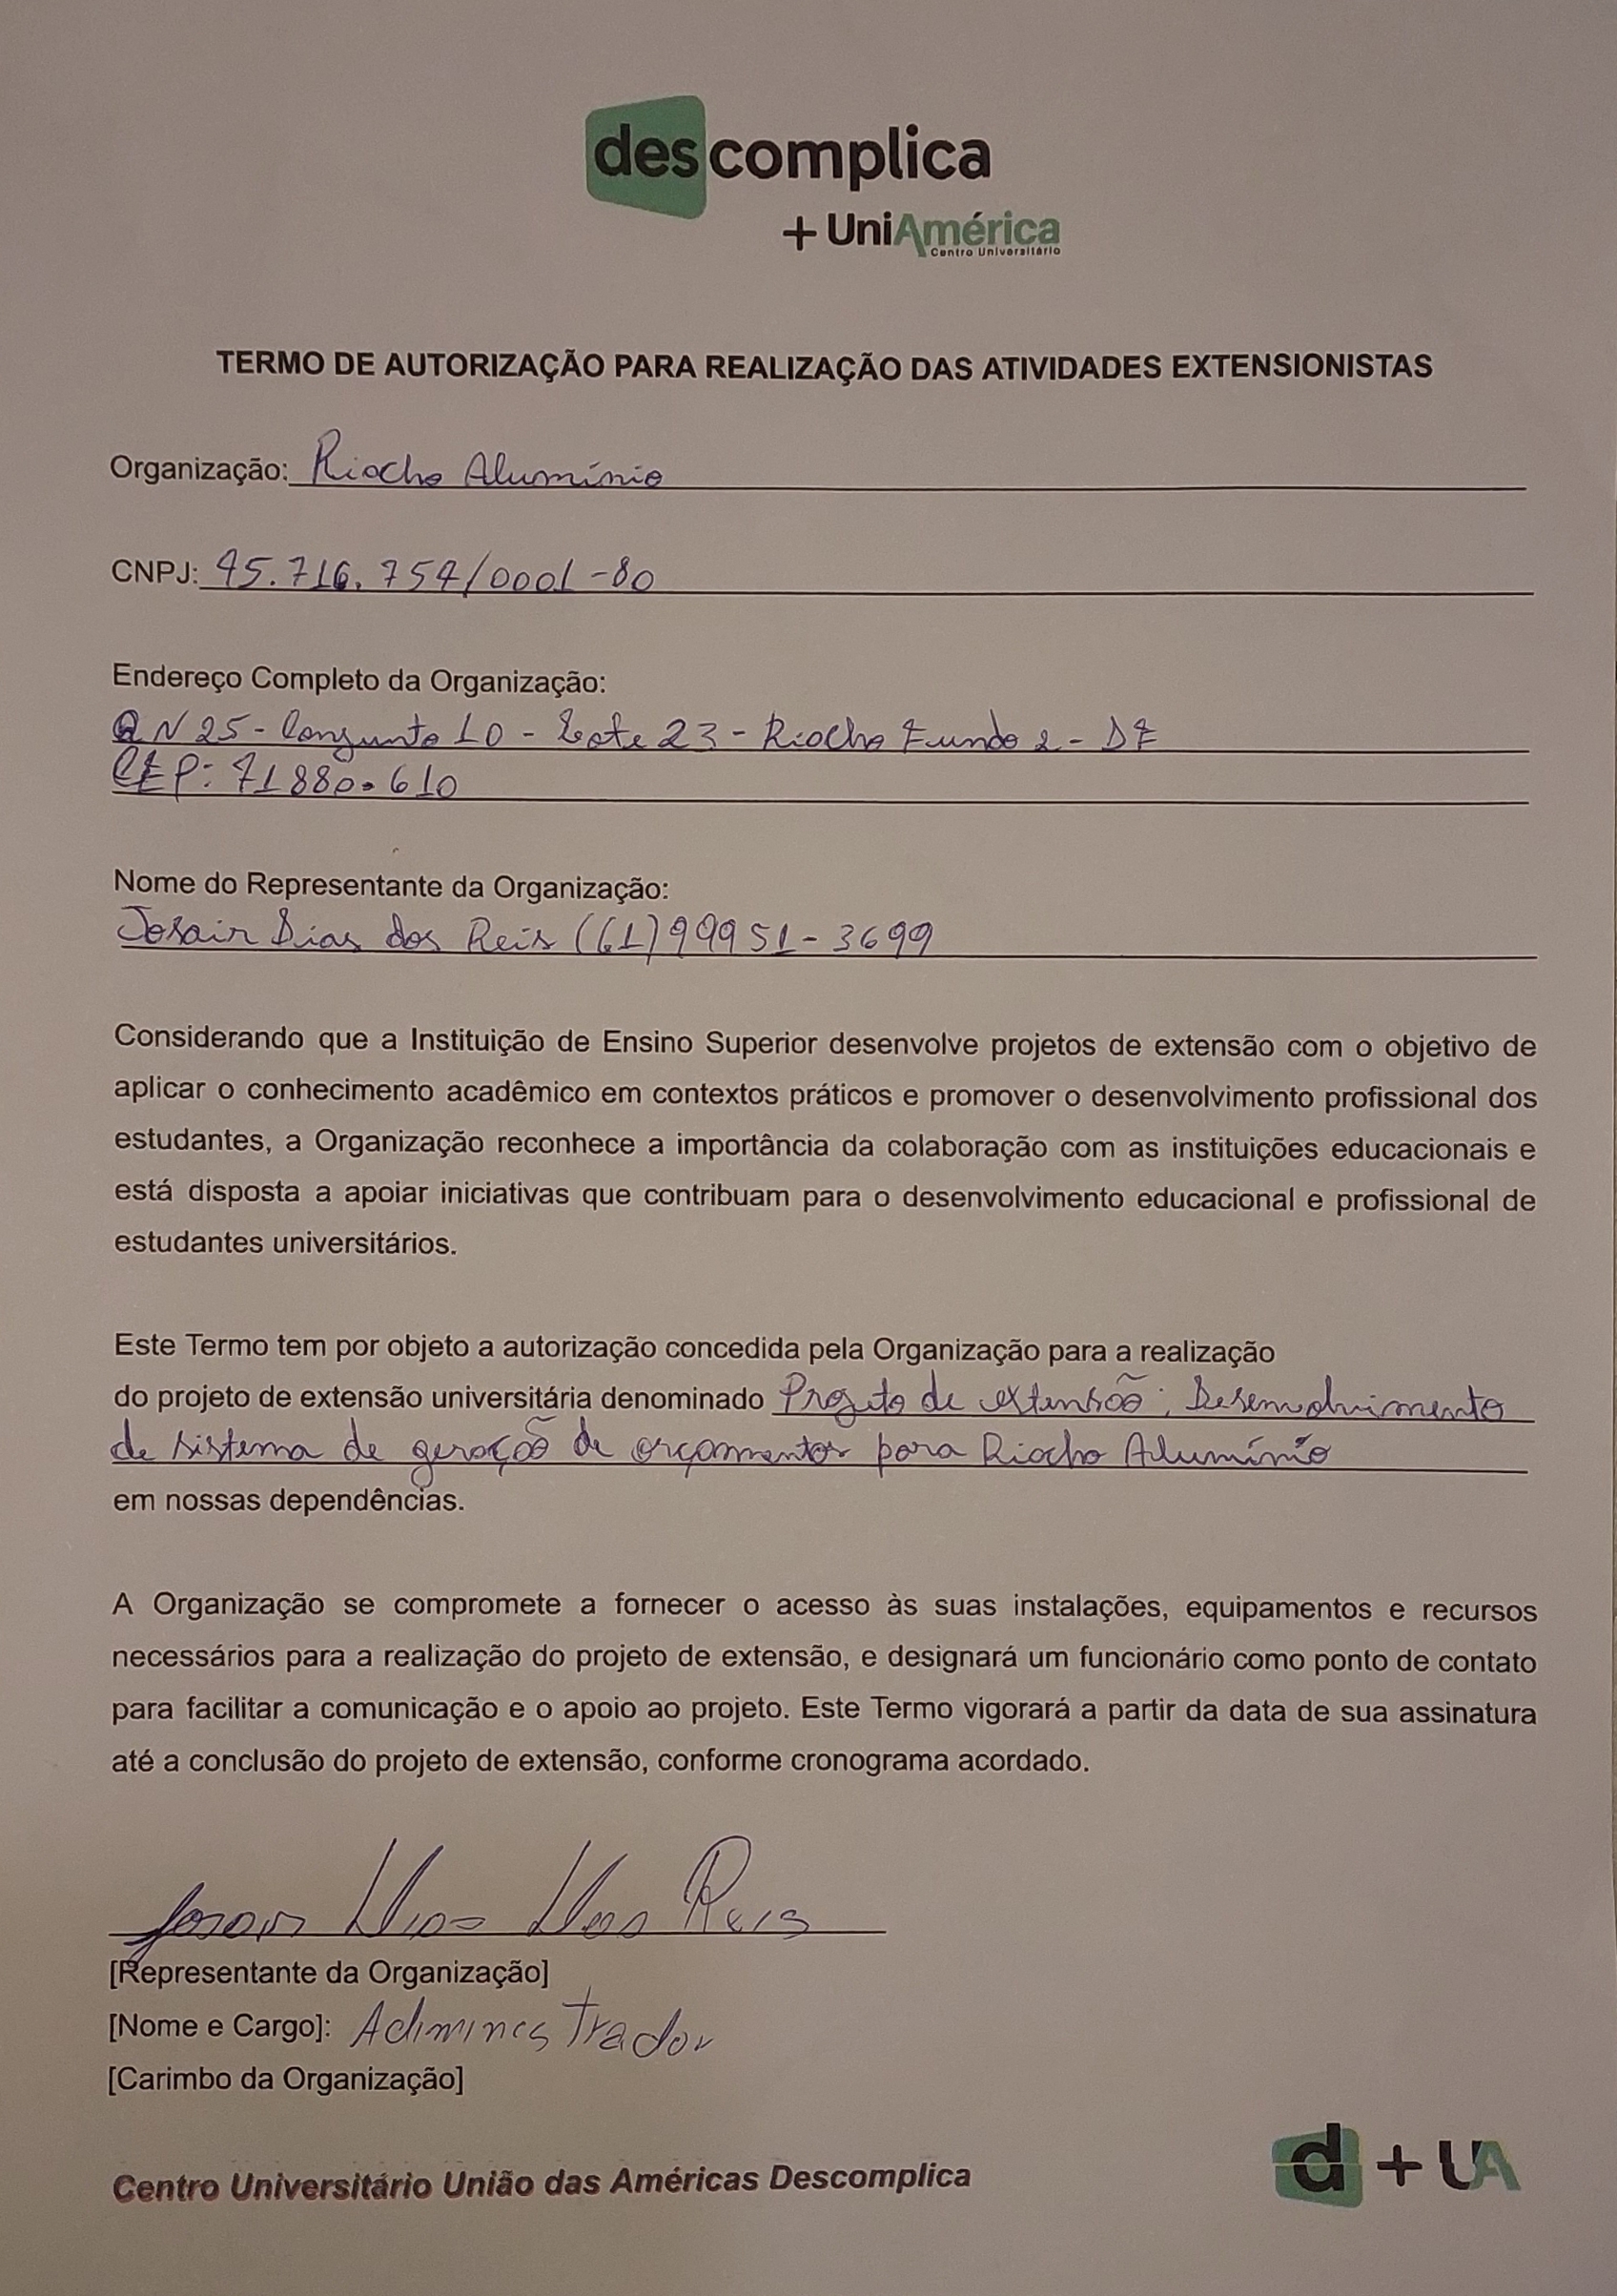 descomplica
+ UniAmérica
Centro Universitário
TERMO DE AUTORIZAÇÃO PARA REALIZAÇÃO DAS ATIVIDADES EXTENSIONISTAS
Organização: Riacho Alumínio
CNPJ: 45.716.754/0001-80
Endereço Completo da Organização:
QN 25 - Conjunto 10 - Lote 23 - Riacho Fundo 2 - DF
CEP: 71880-610
Nome do Representante da Organização:
Josair Dias dos Reis (61) 99951-3699
Considerando que a Instituição de Ensino Superior desenvolve projetos de extensão com o objetivo de
aplicar o conhecimento acadêmico em contextos práticos e promover o desenvolvimento profissional dos
estudantes, a Organização reconhece a importância da colaboração com as instituições educacionais e
está disposta a apoiar iniciativas que contribuam para o desenvolvimento educacional e profissional de
estudantes universitários.
Este Termo tem por objeto a autorização concedida pela Organização para a realização
do projeto de extensão universitária denominado Projeto de extensão: Desenvolvimento
de sistema de geração de orçamentos para Riacho Alumínio
em nossas dependências.
A Organização se compromete a fornecer o acesso às suas instalações, equipamentos e recursos
necessários para a realização do projeto de extensão, e designará um funcionário como ponto de contato
para facilitar a comunicação e o apoio ao projeto. Este Termo vigorará a partir da data de sua assinatura
até a conclusão do projeto de extensão, conforme cronograma acordado.
Josair Dias Dos Reis
[Representante da Organização]
[Nome e Cargo]: Adminestrador
[Carimbo da Organização]
Centro Universitário União das Américas Descomplica
d + UA